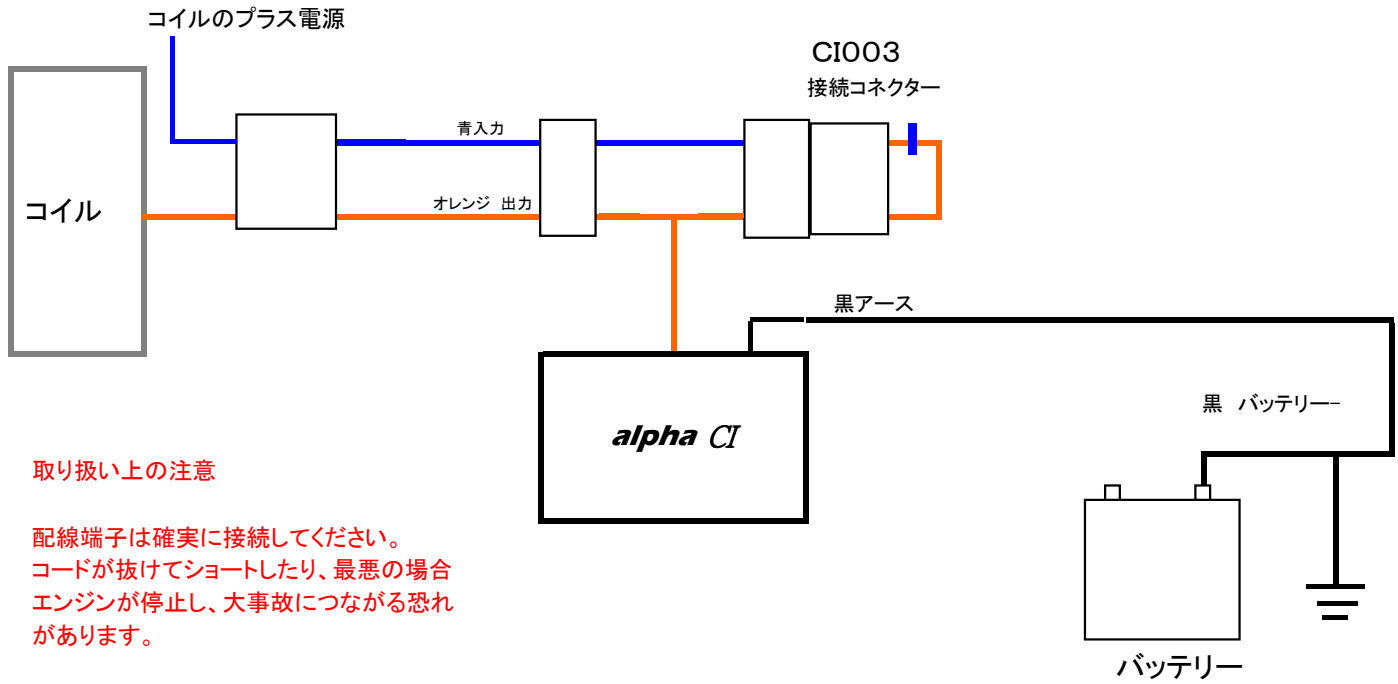 コイルのプラス電源
CI003
接続コネクター
青入力
コイル
オレンジ 出力
黒アース
黒 バッテリー-
alpha CI
取り扱い上の注意
配線端子は確実に接続してください。
コードが抜けてショートしたり、最悪の場合
エンジンが停止し、大事故につながる恐れ
があります。
バッテリー